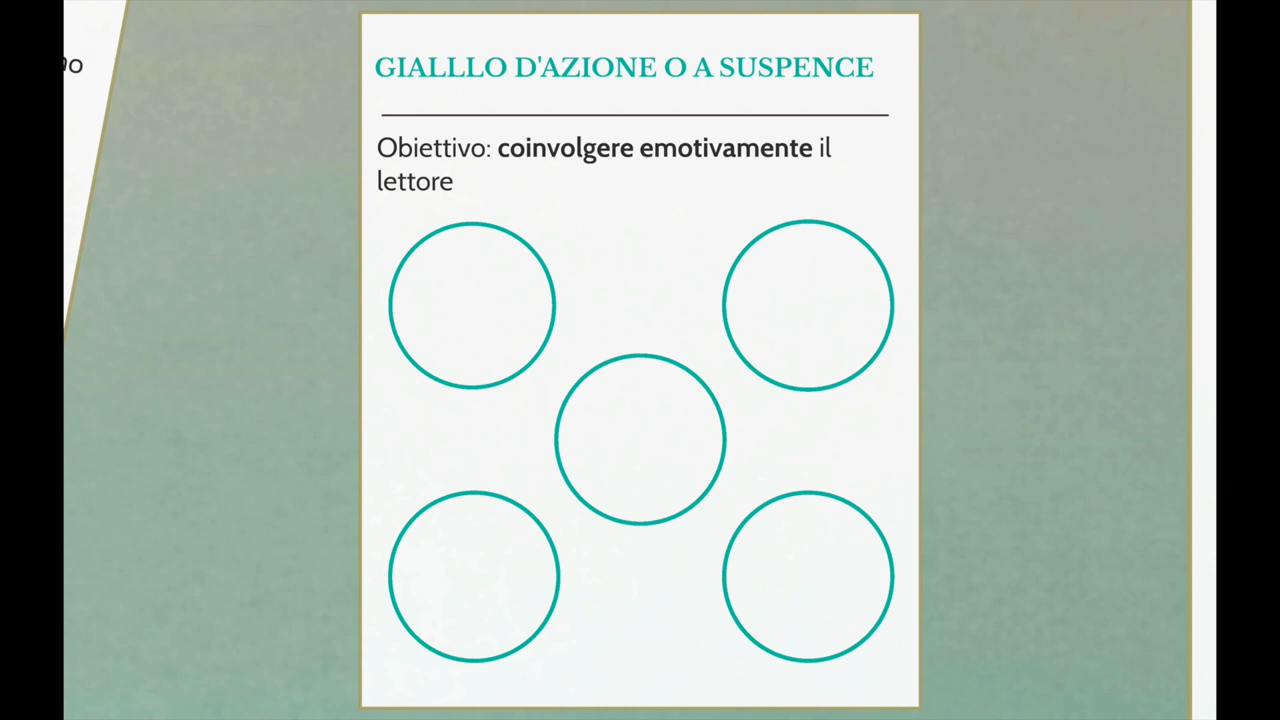 GIALLLO D'AZIONE O A SUSPENCE
Obiettivo: coinvolgere emotivamente il
lettore